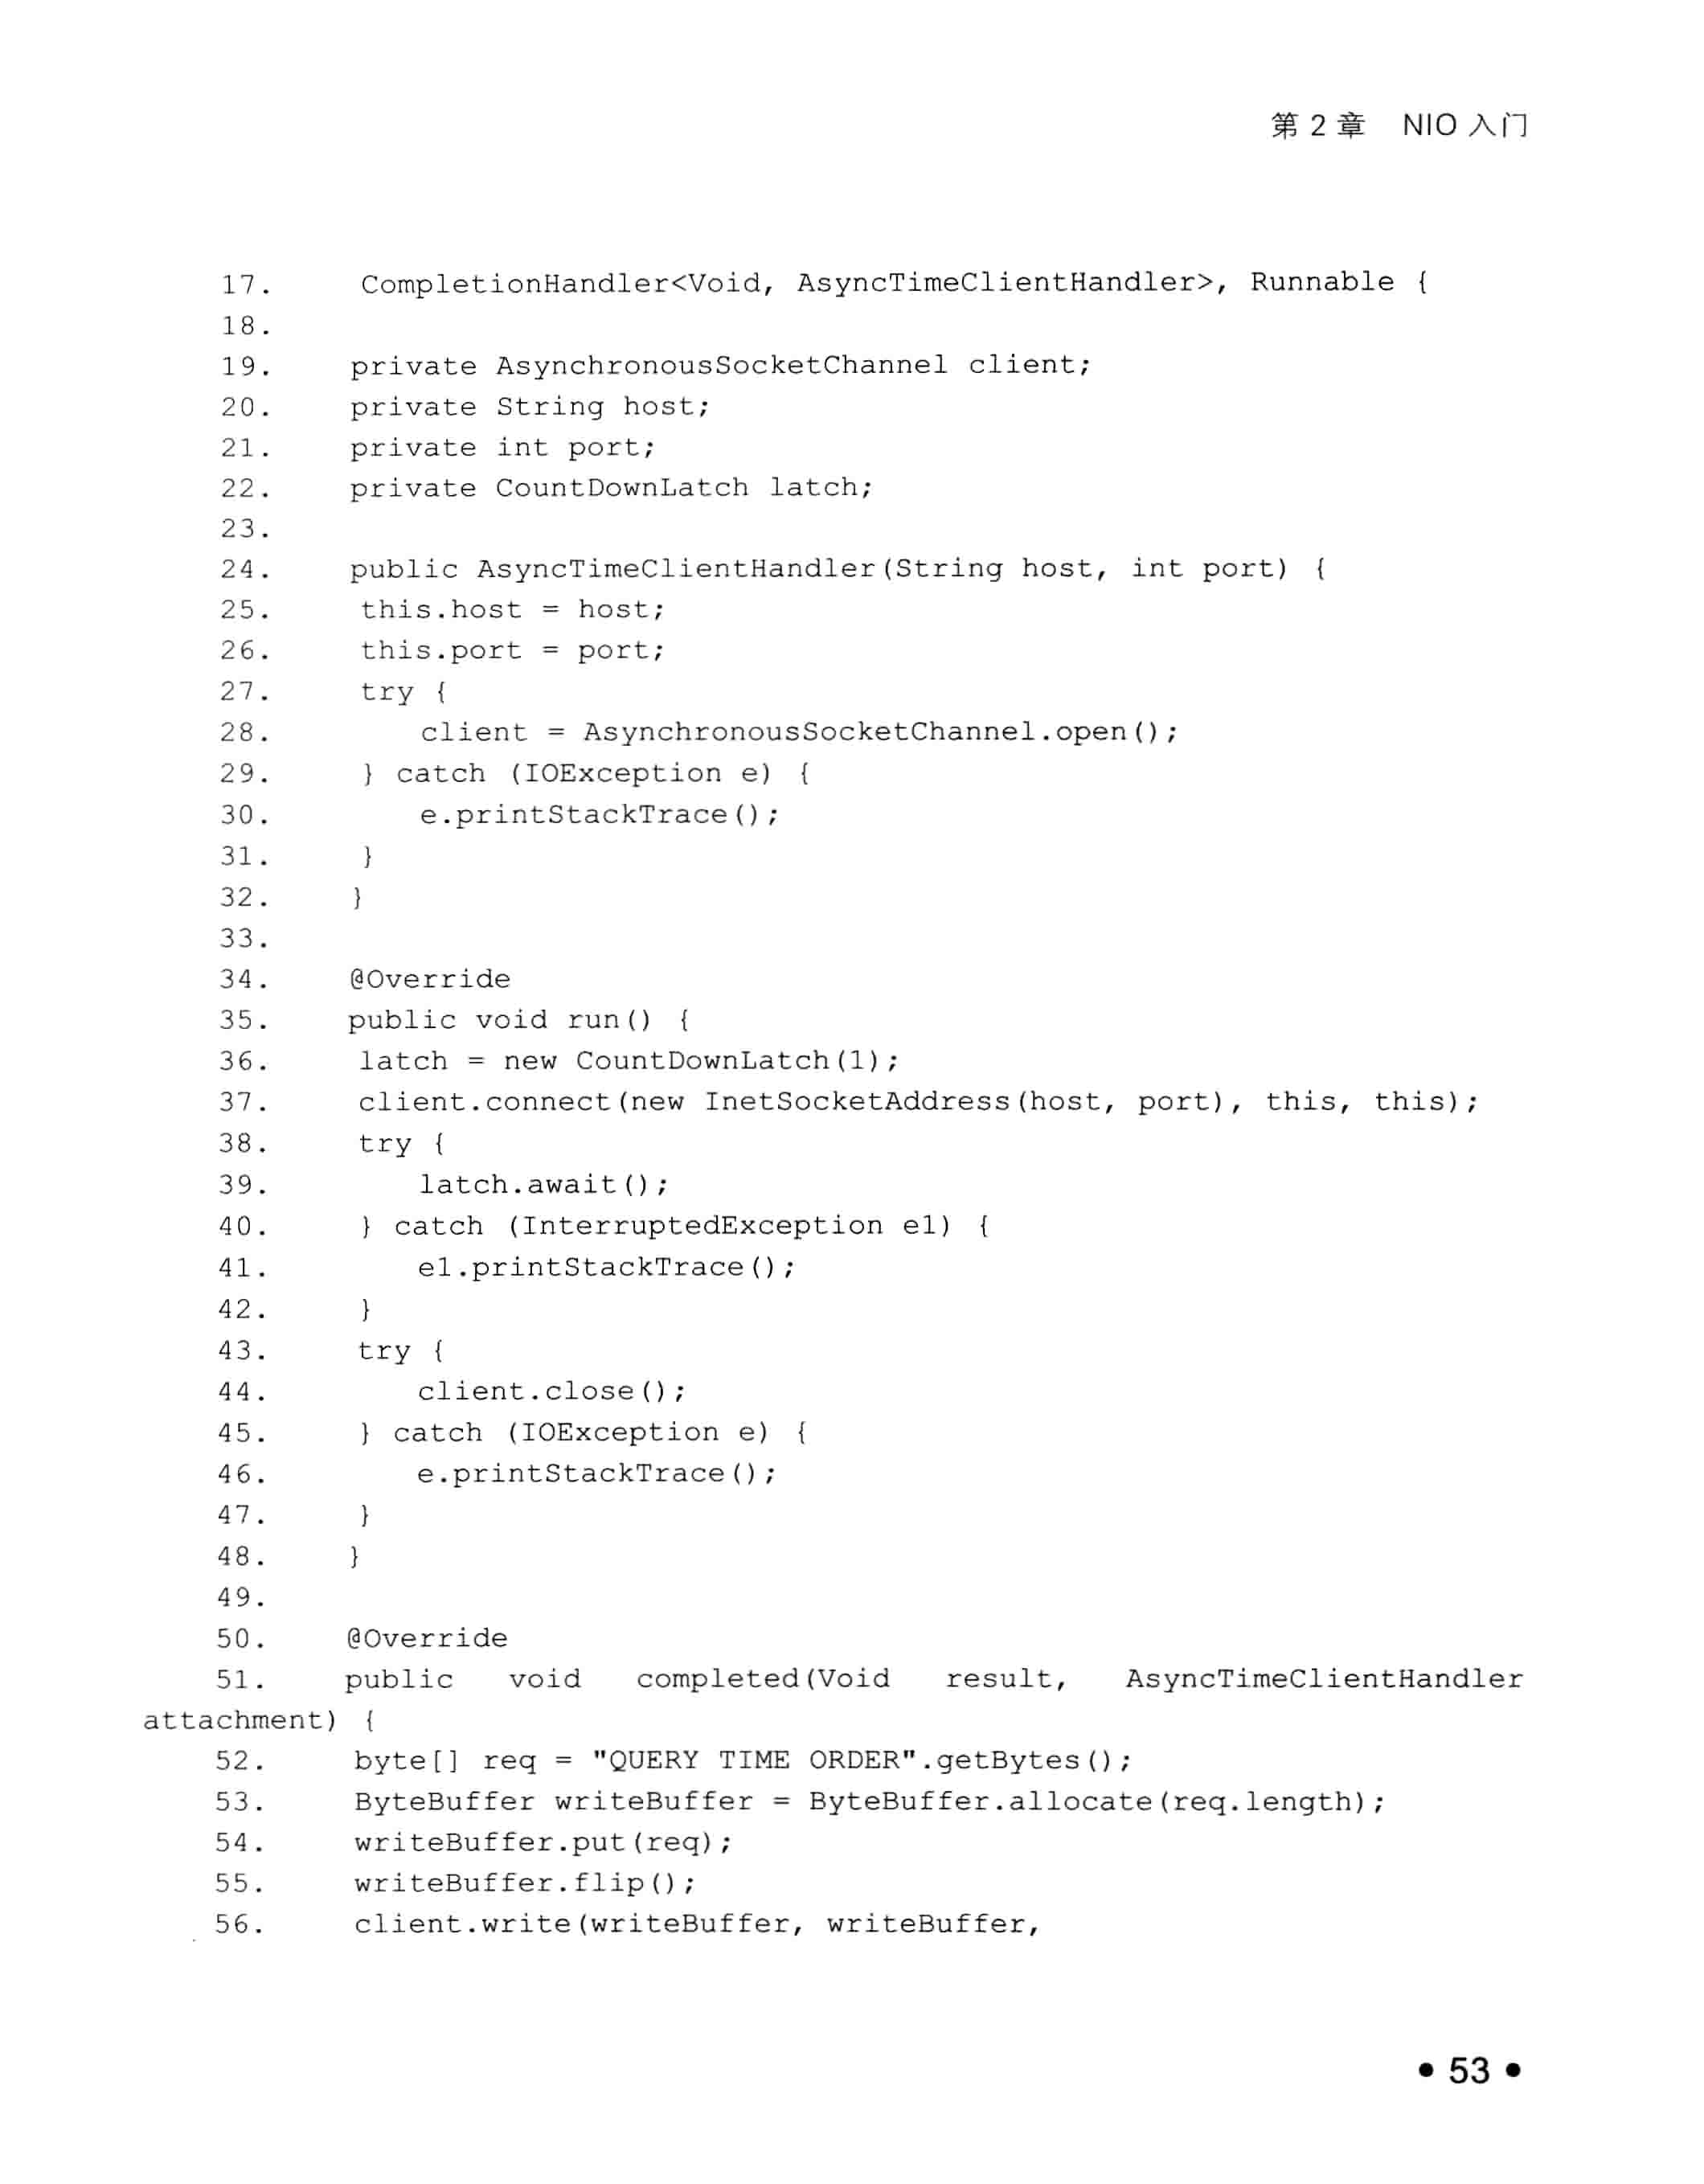 第 2 章 NIO 入门
17. CompletionHandler<Void, AsyncTimeClientHandler>, Runnable {
18.
19. private AsynchronousSocketChannel client;
20. private String host;
21. private int port;
22. private CountDownLatch latch;
23.
24. public AsyncTimeClientHandler(String host, int port) {
25. this.host = host;
26. this.port = port;
27. try {
28. client = AsynchronousSocketChannel.open();
29. } catch (IOException e) {
30. e.printStackTrace();
31. }
32. }
33.
34. @Override
35. public void run() {
36. latch = new CountDownLatch(1);
37. client.connect(new InetSocketAddress(host, port), this, this);
38. try {
39. latch.await();
40. } catch (InterruptedException e1) {
41. e1.printStackTrace();
42. }
43. try {
44. client.close();
45. } catch (IOException e) {
46. e.printStackTrace();
47. }
48. }
49.
50. @Override
51. public void completed(Void result, AsyncTimeClientHandler
attachment) {
52. byte[] req = "QUERY TIME ORDER".getBytes();
53. ByteBuffer writeBuffer = ByteBuffer.allocate(req.length);
54. writeBuffer.put(req);
55. writeBuffer.flip();
56. client.write(writeBuffer, writeBuffer,
• 53 •